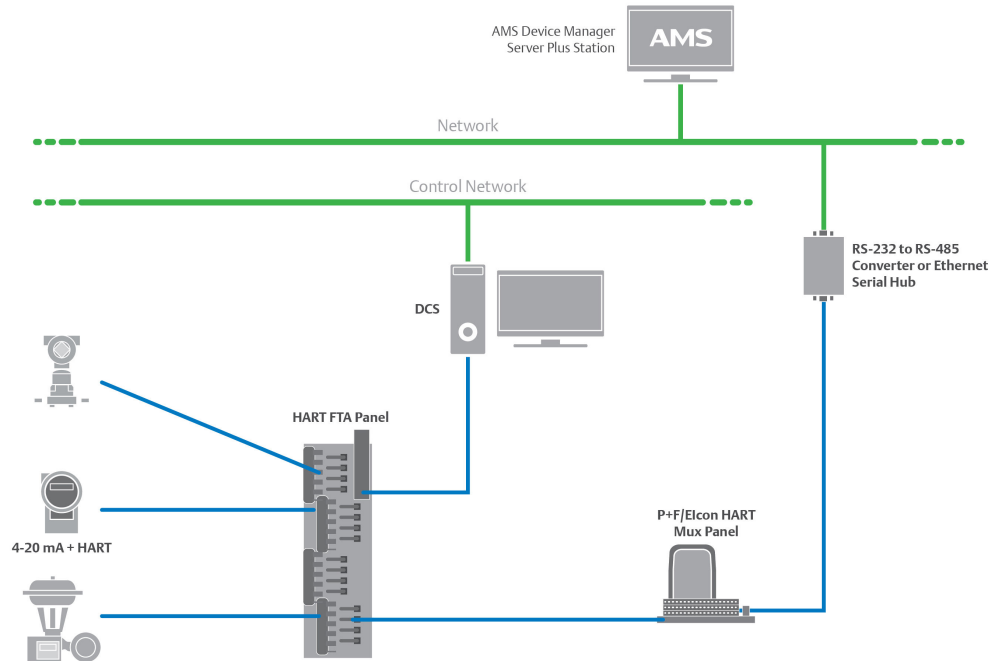 AMS Device Manager
Server Plus Station
AMS
Network
Control Network
RS-232 to RS-485
Converter or Ethernet
Serial Hub
DCS
HART FTA Panel
4-20 mA + HART
P+F/Elcon HART
Mux Panel